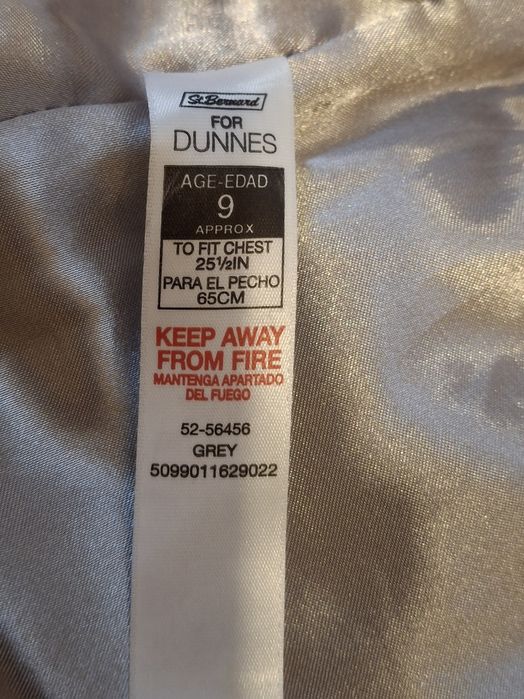 St.Bernard
FOR
DUNNES
AGE-EDAD
9
APPROX
TO FIT CHEST
25½IN
PARA EL PECHO
65CM
KEEP AWAY
FROM FIRE
MANTENGA APARTADO
DEL FUEGO
52-56456
GREY
5099011629022